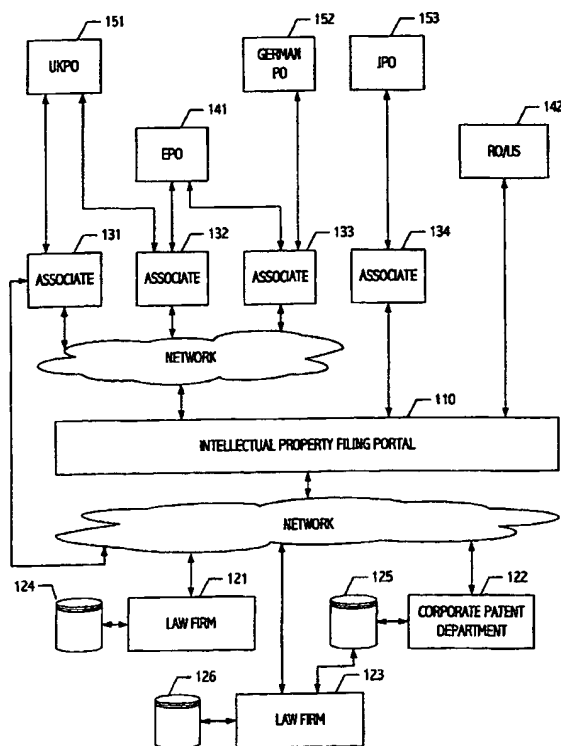 151
UKPO
152
GERMAN
PO
153
JPO
141
EPO
142
RO/US
131
ASSOCIATE
132
ASSOCIATE
133
ASSOCIATE
134
ASSOCIATE
NETWORK
110
INTELLECTUAL PROPERTY FILING PORTAL
NETWORK
124
121
LAW FIRM
125
122
CORPORATE PATENT
DEPARTMENT
126
123
LAW FIRM